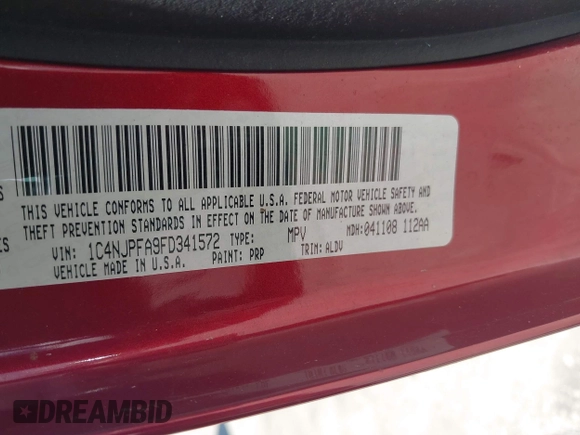 THIS VEHICLE CONFORMS TO ALL APPLICABLE U.S.A. FEDERAL MOTOR VEHICLE SAFETY AND
THEFT PREVENTION STANDARDS IN EFFECT ON THE DATE OF MANUFACTURE SHOWN ABOVE.
VIN: 1C4NJPFA9FD341572 TYPE: MPV MDH:041108 112AA
VEHICLE MADE IN U.S.A. PAINT: PRP TRIM: ALDV
DREAMBID